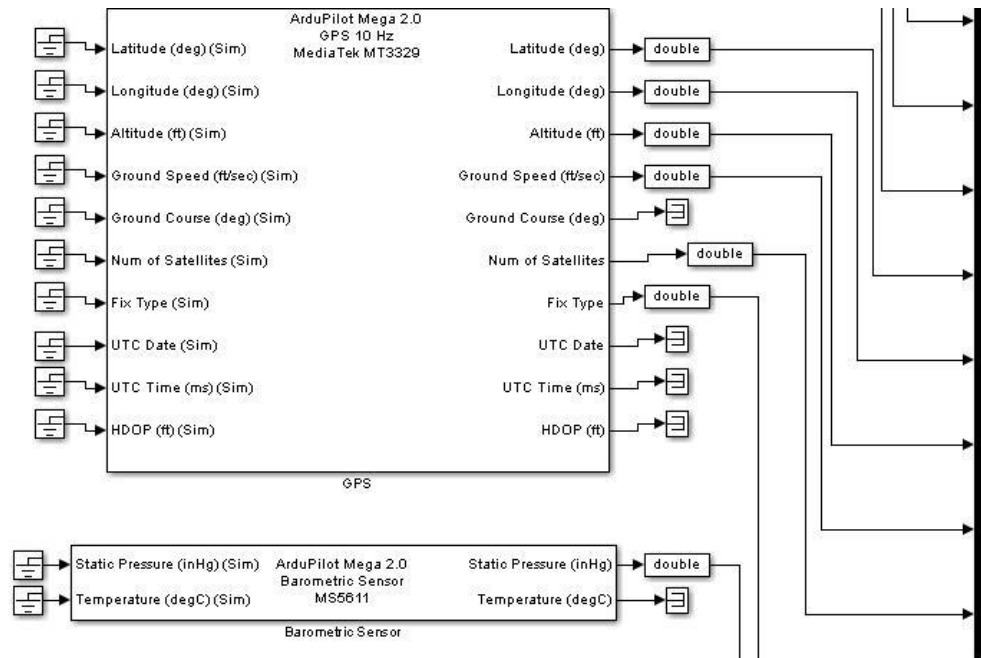 ArduPilot Mega 2.0
GPS 10 Hz
MediaTek MT3329
Latitude (deg) (Sim)
Latitude (deg)
double
Longitude (deg) (Sim)
Longitude (deg)
double
Altitude (ft) (Sim)
Altitude (ft)
double
Ground Speed (ft/sec) (Sim)
Ground Speed (ft/sec)
double
Ground Course (deg) (Sim)
Ground Course (deg)
Num of Satellites (Sim)
Num of Satellites
double
Fix Type (Sim)
Fix Type
double
UTC Date (Sim)
UTC Date
UTC Time (ms) (Sim)
UTC Time (ms)
HDOP (ft) (Sim)
HDOP (ft)
GPS
Static Pressure (inHg) (Sim)
ArduPilot Mega 2.0
Barometric Sensor
MS5611
Static Pressure (inHg)
double
Temperature (degC) (Sim)
Temperature (degC)
Barometric Sensor